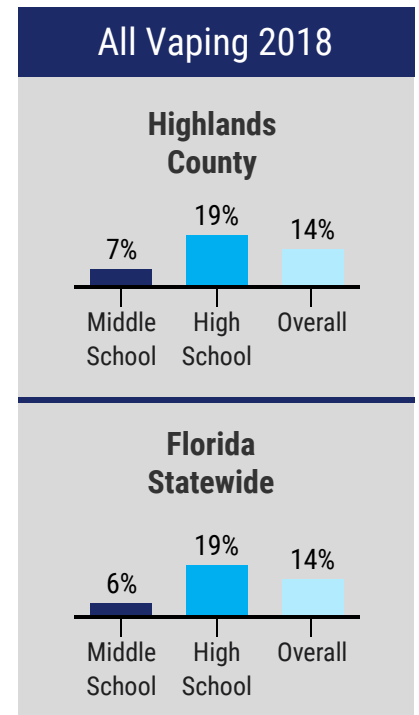 All Vaping 2018
Highlands
County
7%
19%
14%
Middle
School
High
School
Overall
Florida
Statewide
6%
19%
14%
Middle
School
High
School
Overall